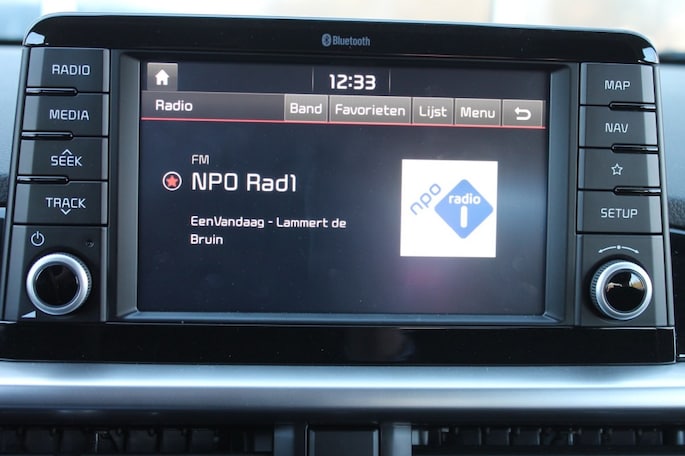 Bluetooth
RADIO
MEDIA
SEEK
TRACK
12:33
Radio Band Favorieten Lijst Menu
FM
NPO Rad1
EenVandaag - Lammert de
Bruin
npo
radio
1
MAP
NAV
SETUP